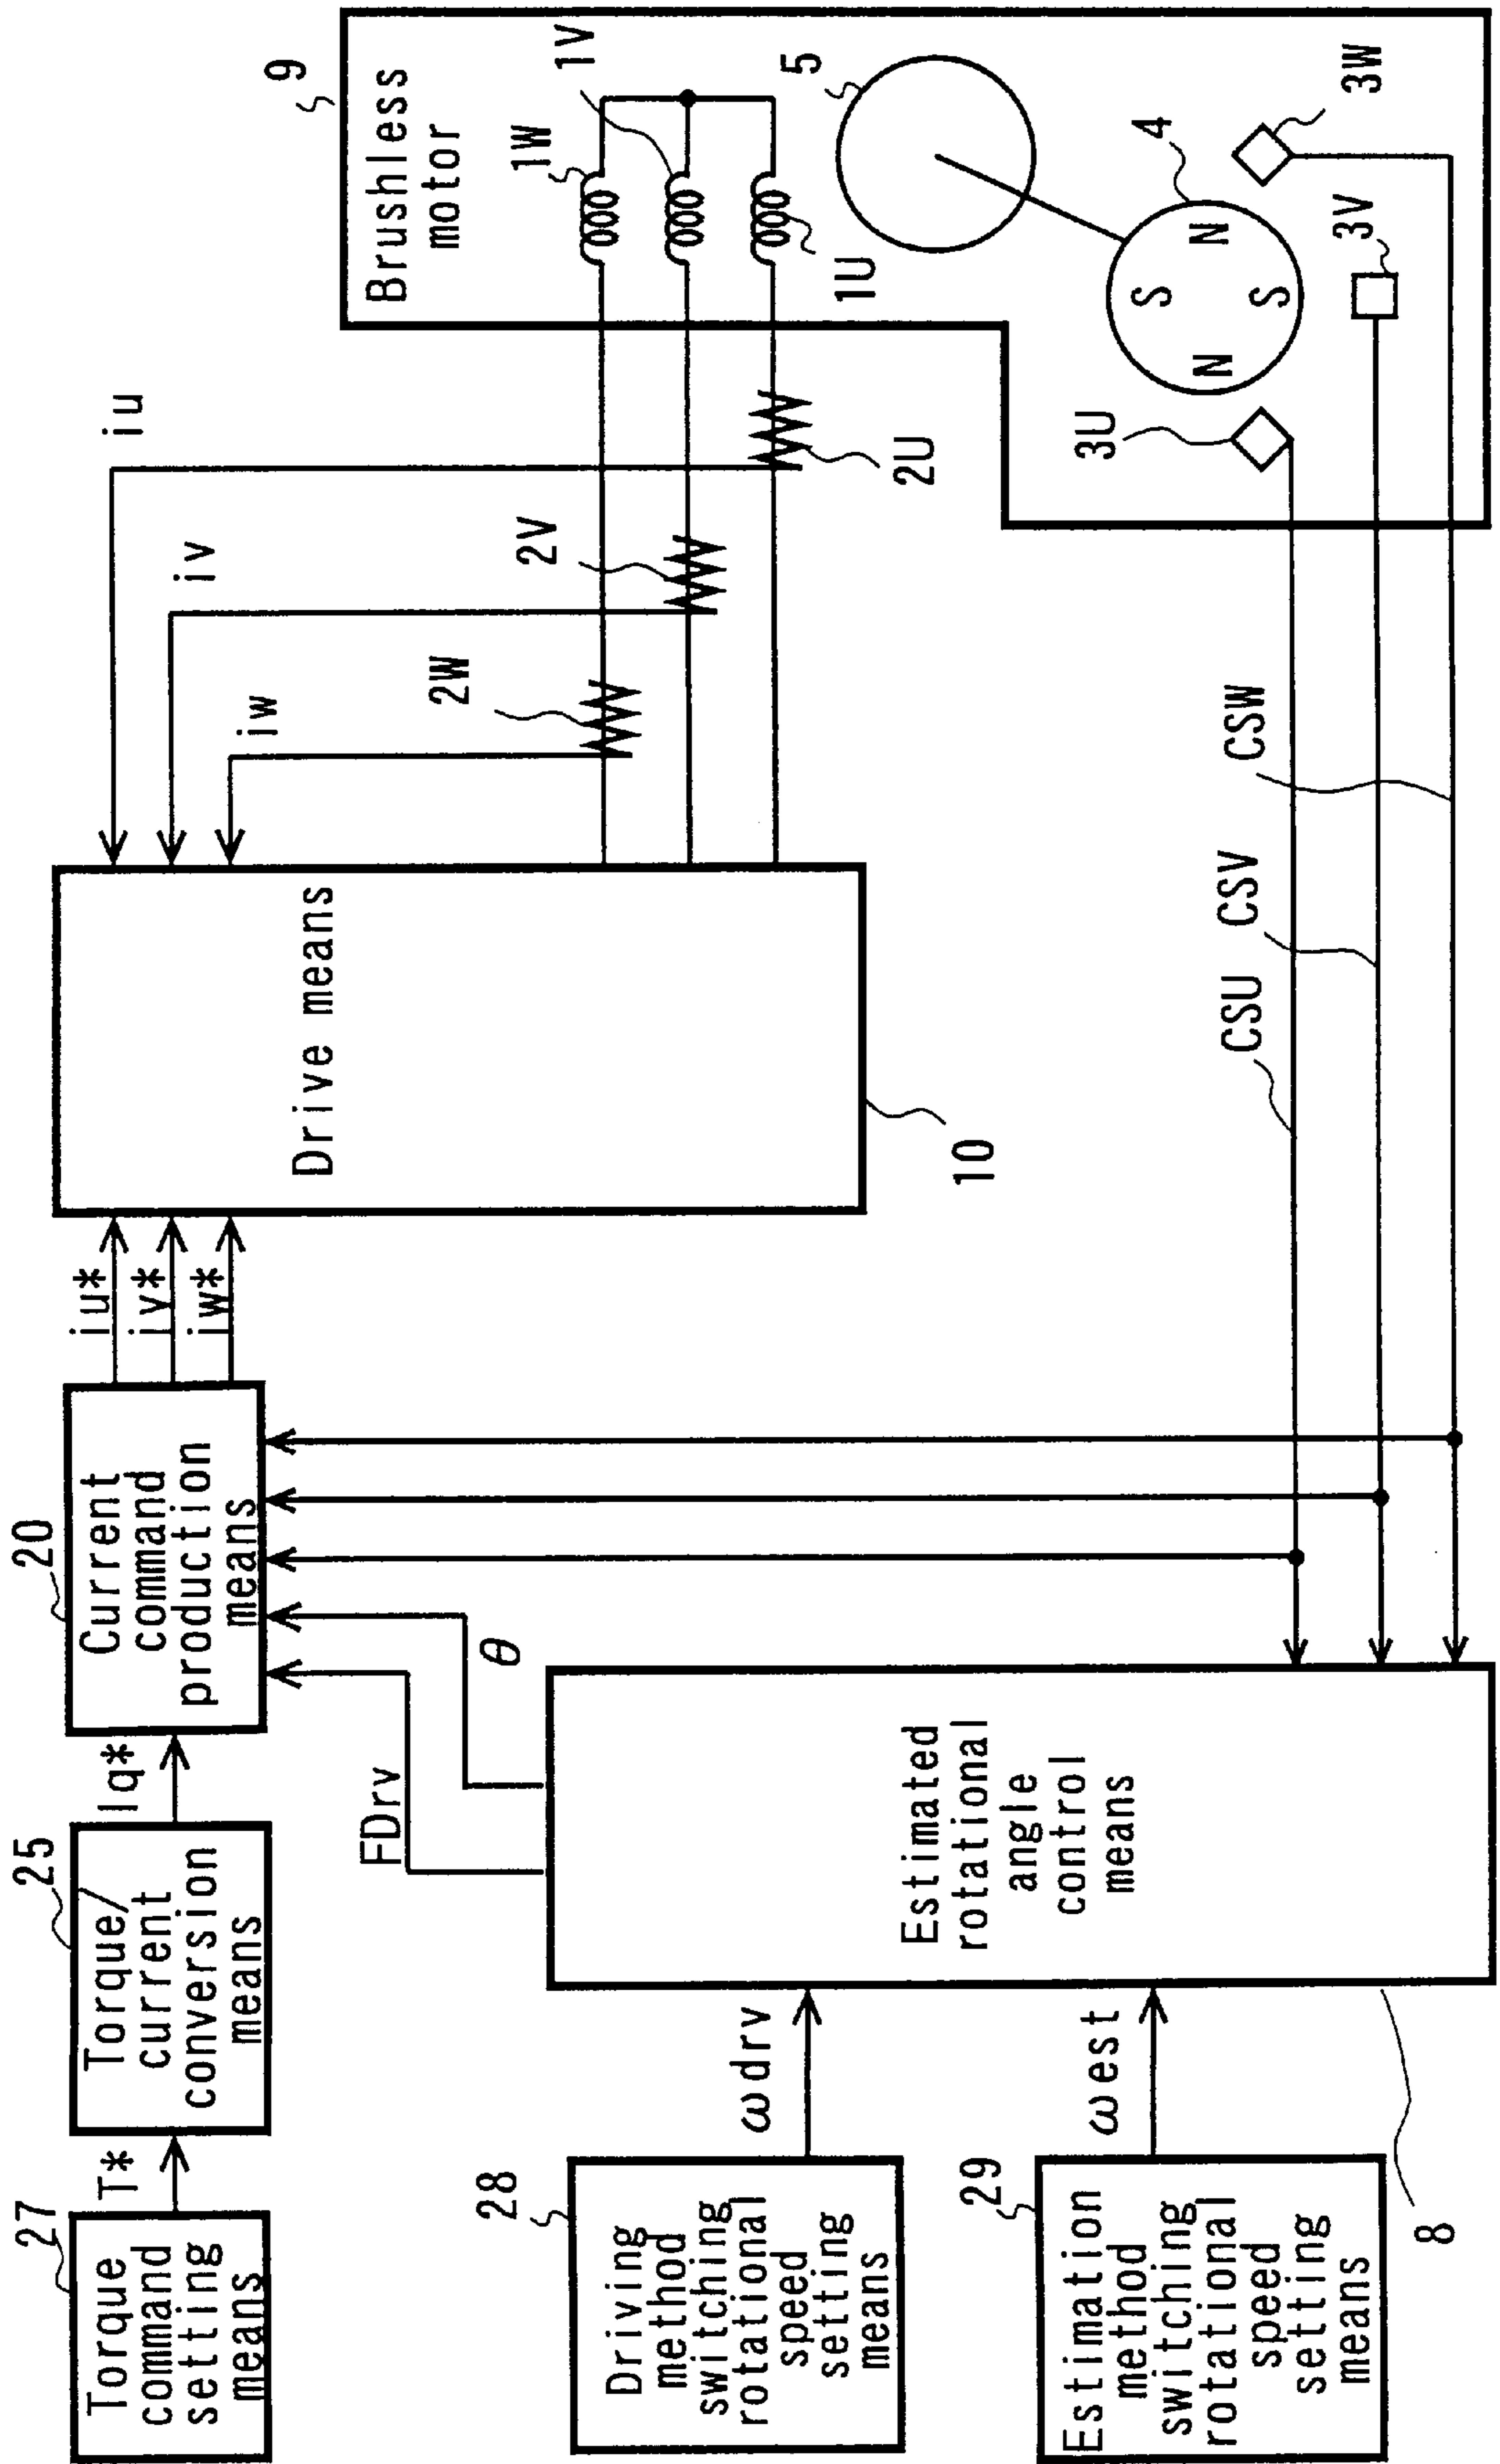 27
Torque
command
setting
means
T*
25
Torque/
current
conversion
means
Iq*
20
Current
command
production
means
iu*
iv*
iw*
Drive means
10
iu
iv
iw
2W
2V
2U
9
Brushless
motor
1W
1V
1U
5
4
N
S
S
N
3U
3V
3W
CSU
CSV
CSW
FDrv
θ
Estimated
rotational
angle
control
means
8
ωdrv
ωest
28
Driving
method
switching
rotational
speed
setting
means
29
Estimation
method
switching
rotational
speed
setting
means